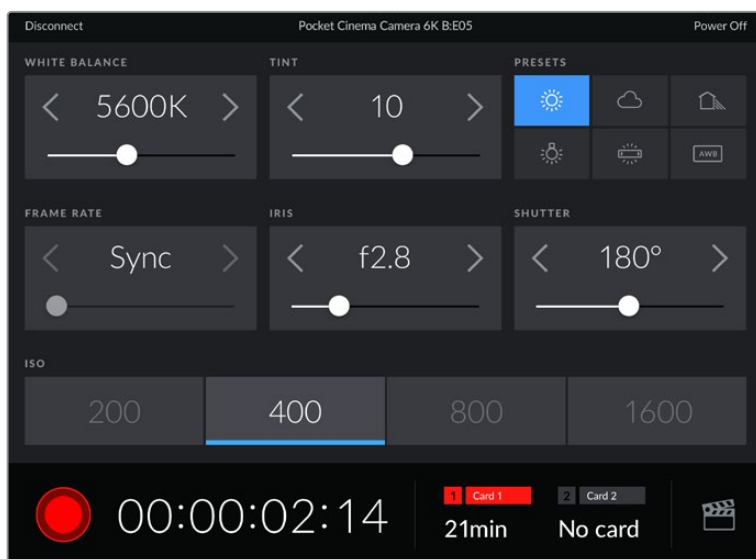 Disconnect Pocket Cinema Camera 6K B:E05 Power Off
WHITE BALANCE TINT PRESETS
5600K 10
AWB
FRAME RATE IRIS SHUTTER
Sync f2.8 180°
ISO
200 400 800 1600
00:00:02:14
1 Card 1 2 Card 2
21min No card